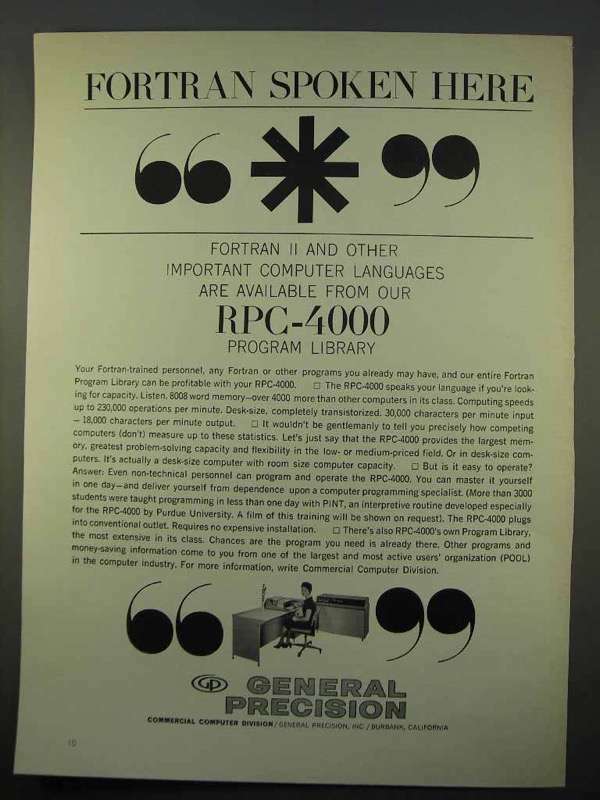 FORTRAN SPOKEN HERE
“ * ”
FORTRAN II AND OTHER
IMPORTANT COMPUTER LANGUAGES
ARE AVAILABLE FROM OUR
RPC-4000
PROGRAM LIBRARY
Your Fortran-trained personnel, any Fortran or other programs you already may have, and our entire Fortran
Program Library can be profitable with your RPC-4000. □ The RPC-4000 speaks your language if you're look-
ing for capacity. Listen. 8008 word memory—over 4000 more than other computers in its class. Computing speeds
up to 230,000 operations per minute. Desk-size, completely transistorized. 30,000 characters per minute input
– 18,000 characters per minute output. □ It wouldn't be gentlemanly to tell you precisely how competing
computers (don't) measure up to these statistics. Let's just say that the RPC-4000 provides the largest mem-
ory, greatest problem-solving capacity and flexibility in the low- or medium-priced field. Or in desk-size com-
puters. It's actually a desk-size computer with room size computer capacity. □ But is it easy to operate?
Answer: Even non-technical personnel can program and operate the RPC-4000. You can master it yourself
in one day—and deliver yourself from dependence upon a computer programming specialist. (More than 3000
students were taught programming in less than one day with PINT, an interpretive routine developed especially
for the RPC-4000 by Purdue University. A film of this training will be shown on request). The RPC-4000 plugs
into conventional outlet. Requires no expensive installation. □ There's also RPC-4000's own Program Library,
the most extensive in its class. Chances are the program you need is already there. Other programs and
money-saving information come to you from one of the largest and most active users' organization (POOL)
in the computer industry. For more information, write Commercial Computer Division.
“ ”
GP GENERAL
PRECISION
COMMERCIAL COMPUTER DIVISION / GENERAL PRECISION, INC / BURBANK, CALIFORNIA
10